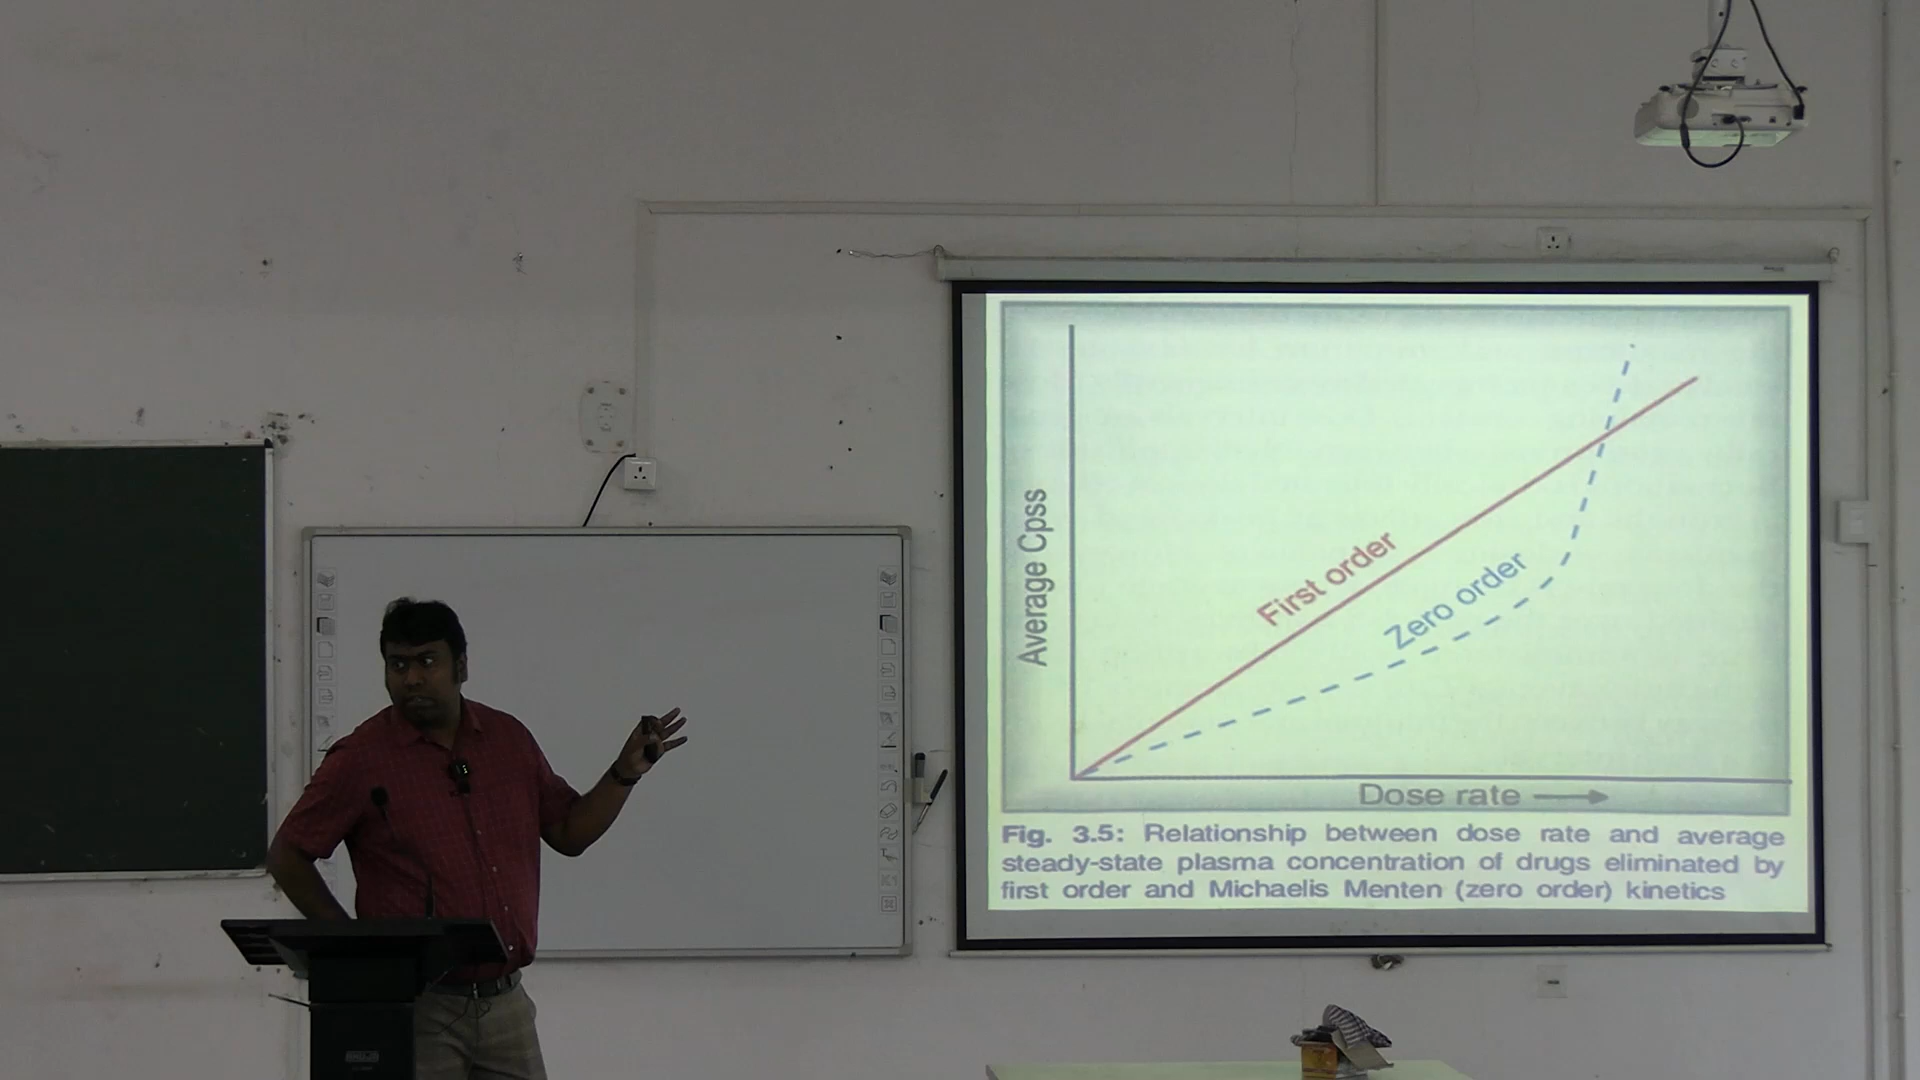 Average Cpss
First order
Zero order
Dose rate
Fig. 3.5: Relationship between dose rate and average
steady-state plasma concentration of drugs eliminated by
first order and Michaelis Menten (zero order) kinetics